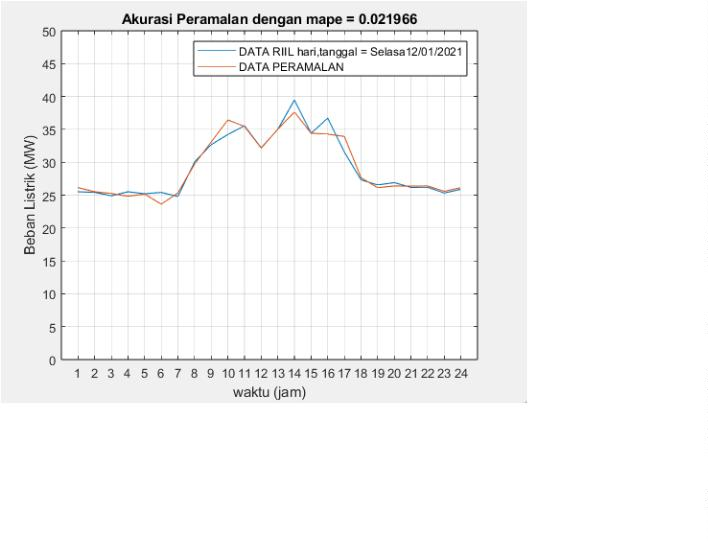 Akurasi Peramalan dengan mape = 0.021966
DATA RIIL hari,tanggal = Selasa12/01/2021
DATA PERAMALAN
Beban Listrik (MW)
50
45
40
35
30
25
20
15
10
5
0
1 2 3 4 5 6 7 8 9 10 11 12 13 14 15 16 17 18 19 20 21 22 23 24
waktu (jam)